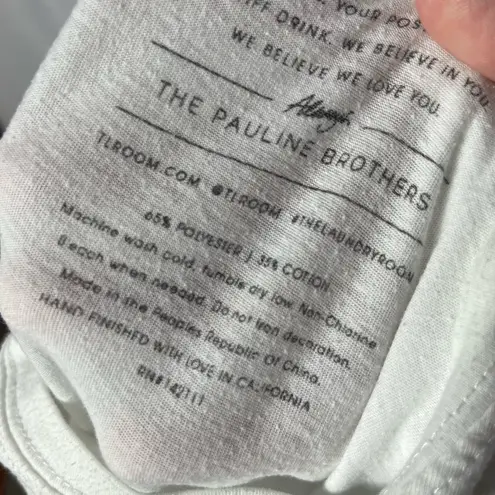 YOUR POS
IFF DRINK. WE BELIEVE IN YOU.
WE BELIEVE WE LOVE YOU.
Always,
THE PAULINE BROTHERS
TLROOM.COM @TLROOM #THELAUNDRYROOM
65% POLYESTER | 35% COTTON
Machine wash cold, tumble dry low. Non-Chlorine
Bleach when needed. Do not iron decoration.
Made in the Peoples Republic Of China.
HAND FINISHED WITH LOVE IN CALIFORNIA
RN# 142111